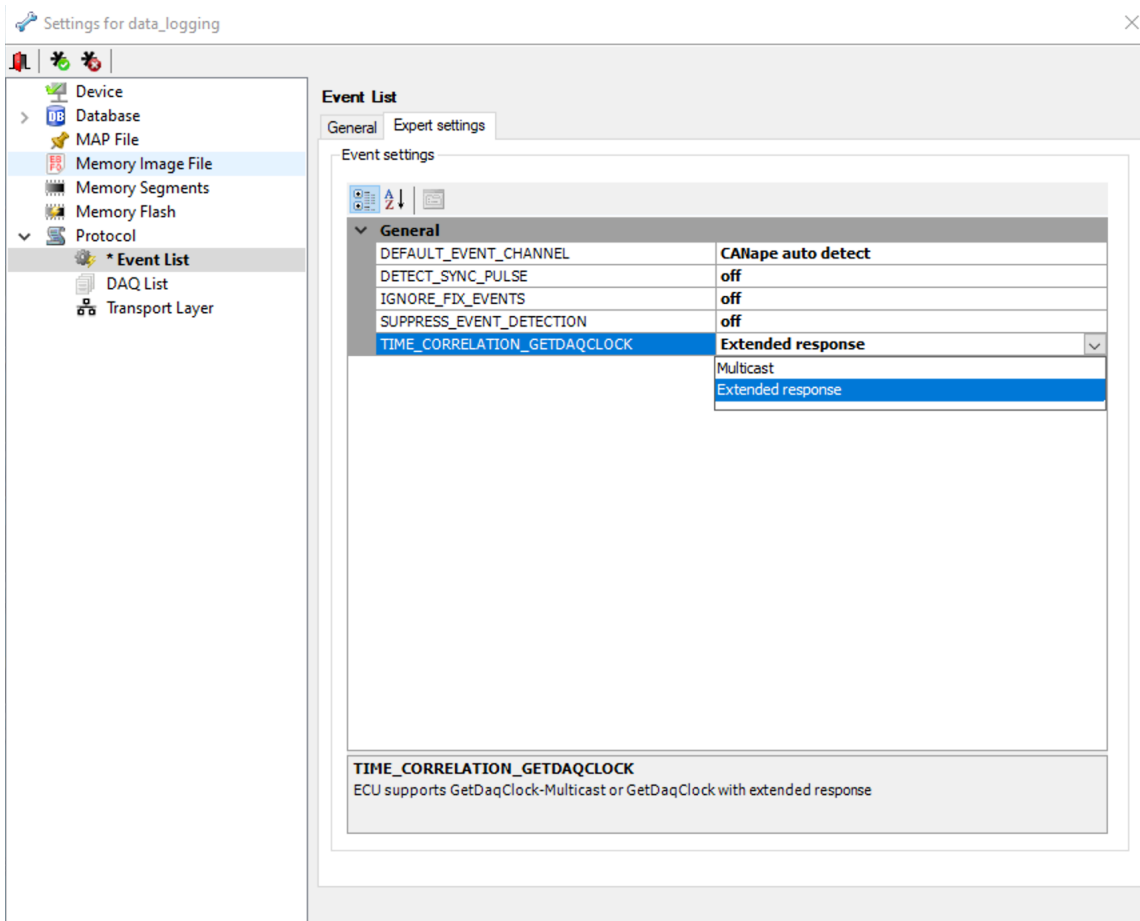 Settings for data_logging
Device
Database
MAP File
Memory Image File
Memory Segments
Memory Flash
Protocol
* Event List
DAQ List
Transport Layer
Event List
General Expert settings
Event settings
General
DEFAULT_EVENT_CHANNEL CANape auto detect
DETECT_SYNC_PULSE off
IGNORE_FIX_EVENTS off
SUPPRESS_EVENT_DETECTION off
TIME_CORRELATION_GETDAQCLOCK Extended response
Multicast
Extended response
TIME_CORRELATION_GETDAQCLOCK
ECU supports GetDaqClock-Multicast or GetDaqClock with extended response